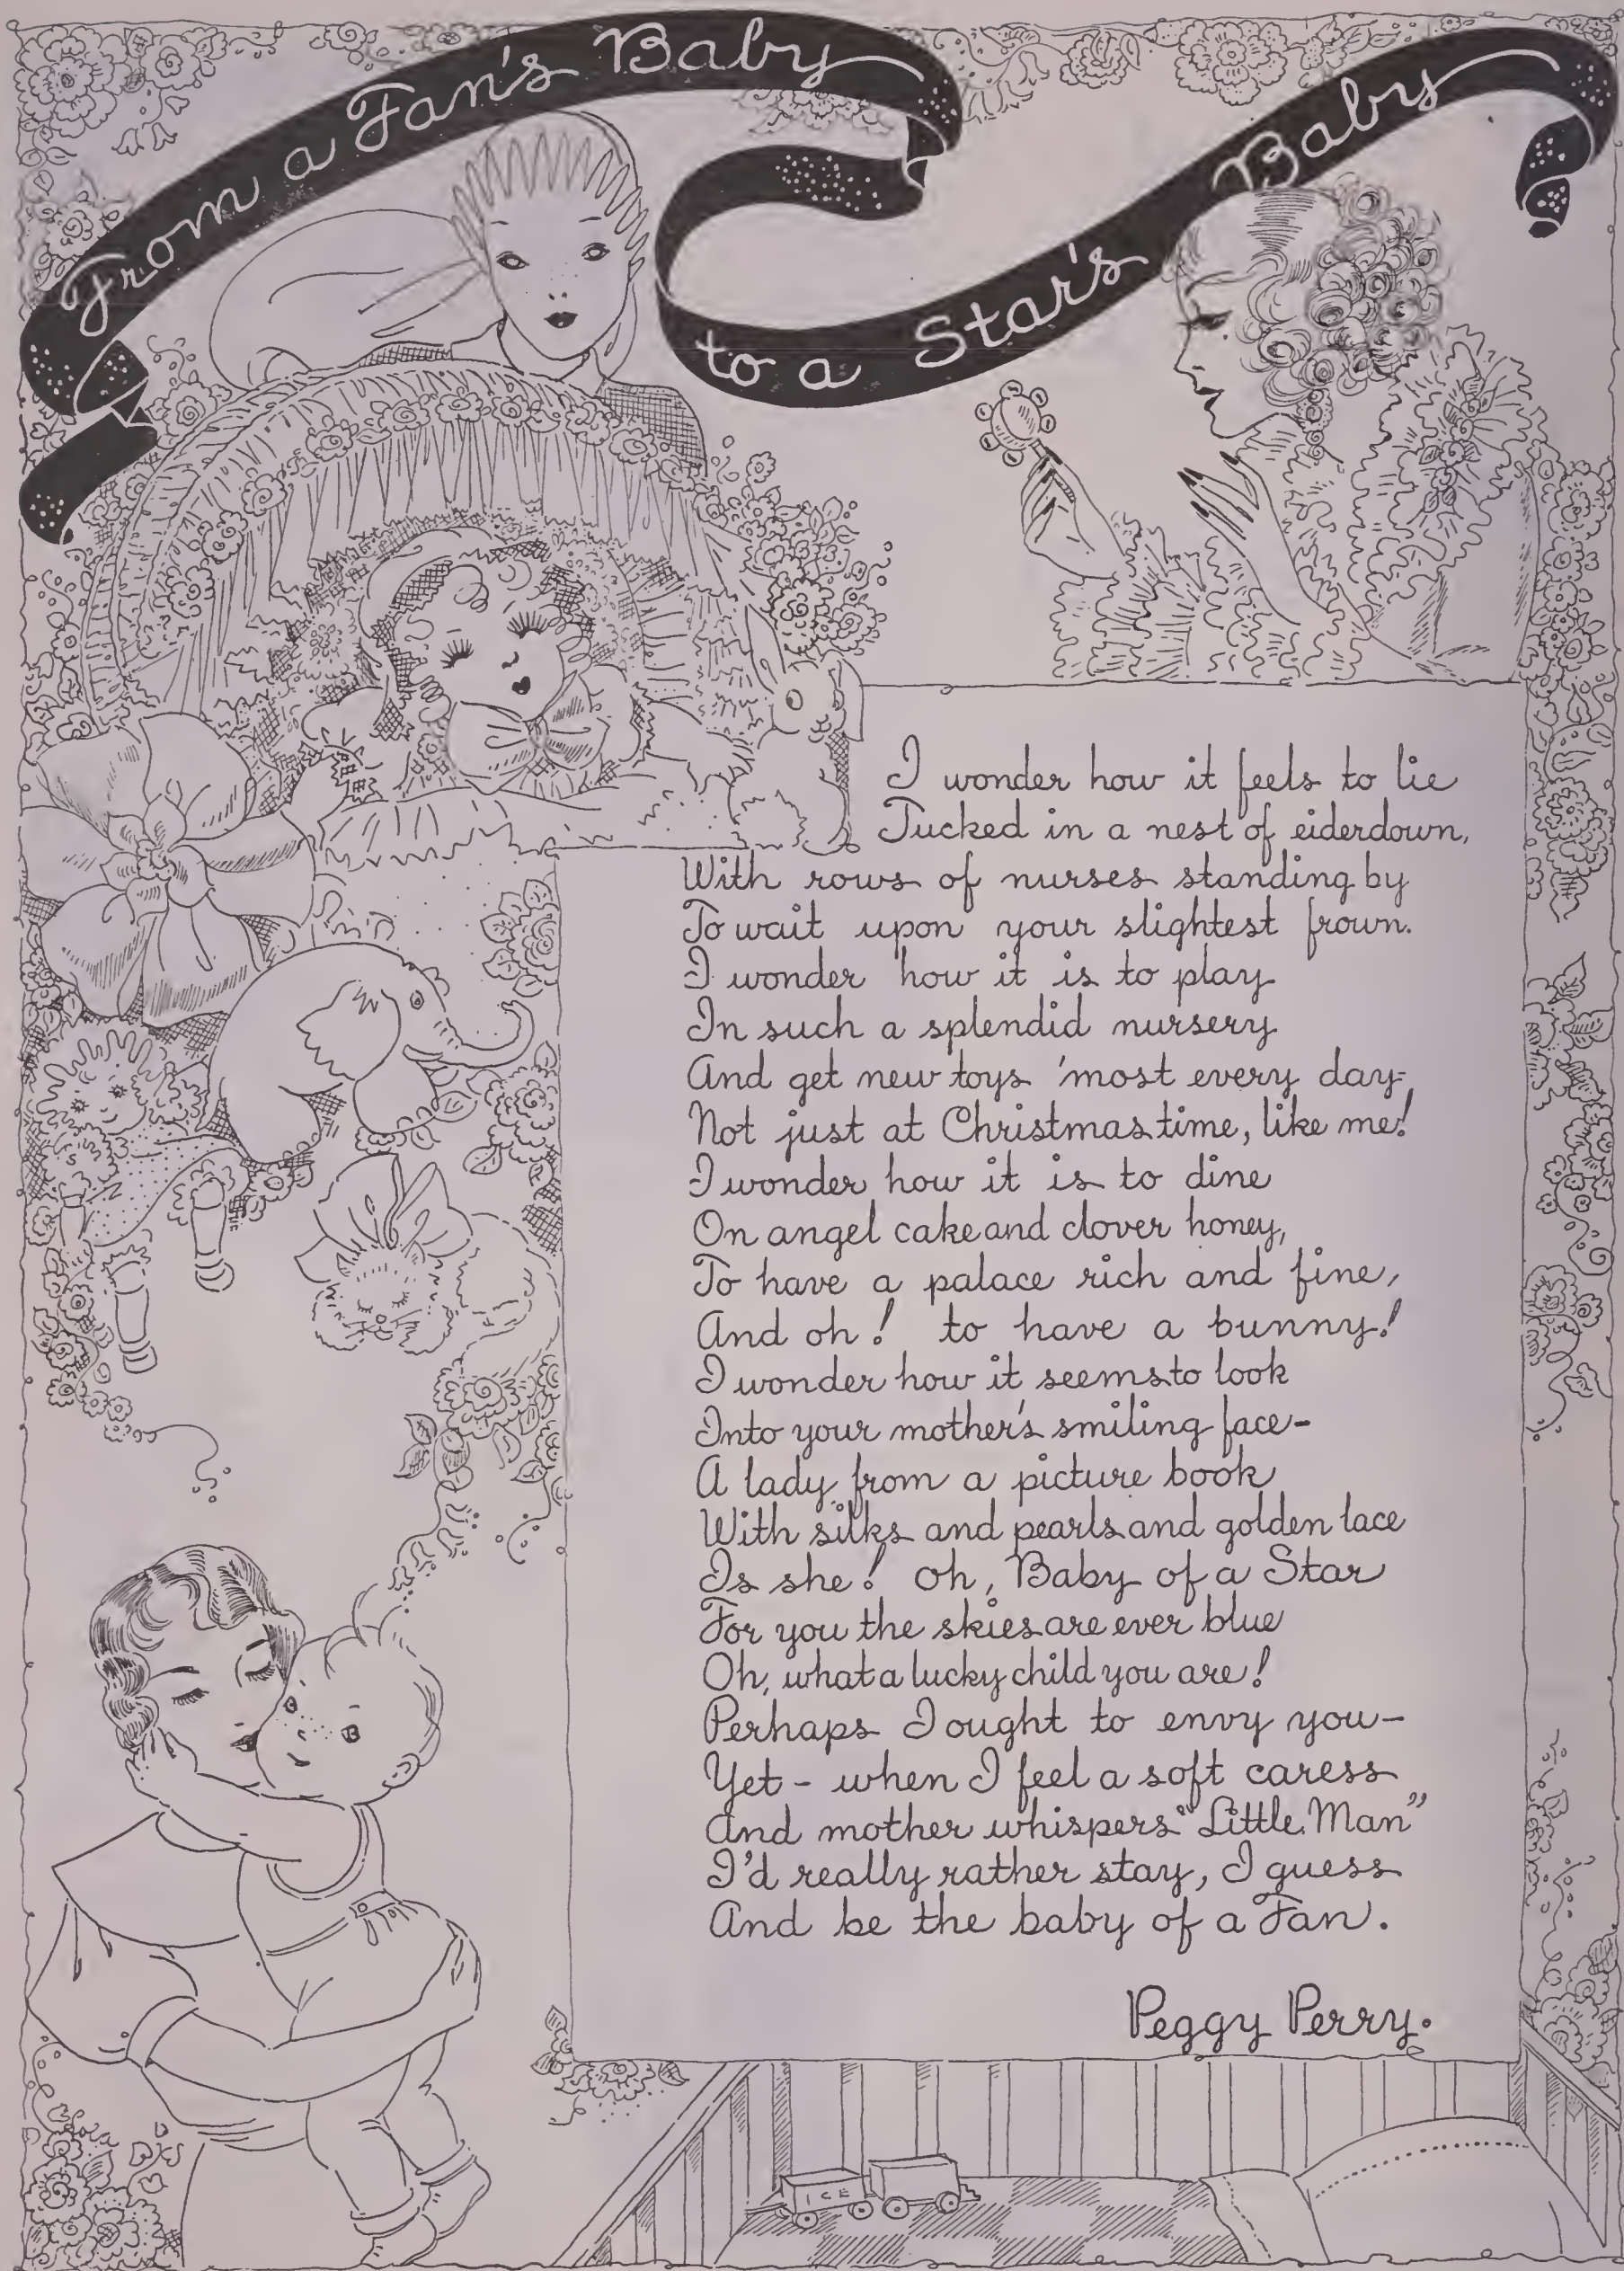 From a Fan's Baby
to a Star's Baby
I wonder how it feels to lie
Tucked in a nest of eiderdown,
With rows of nurses standing by
To wait upon your slightest frown.
I wonder how it is to play
In such a splendid nursery
And get new toys 'most every day-
Not just at Christmas time, like me!
I wonder how it is to dine
On angel cake and clover honey,
To have a palace rich and fine,
And oh! to have a bunny!
I wonder how it seems to look
Into your mother's smiling face-
A lady from a picture book
With silks and pearls and golden lace
Is she! Oh, Baby of a Star
For you the skies are ever blue
Oh, what a lucky child you are!
Perhaps I ought to envy you-
Yet - when I feel a soft caress
And mother whispers "Little Man"
I'd really rather stay, I guess
And be the baby of a Fan.
Peggy Perry.
ICE